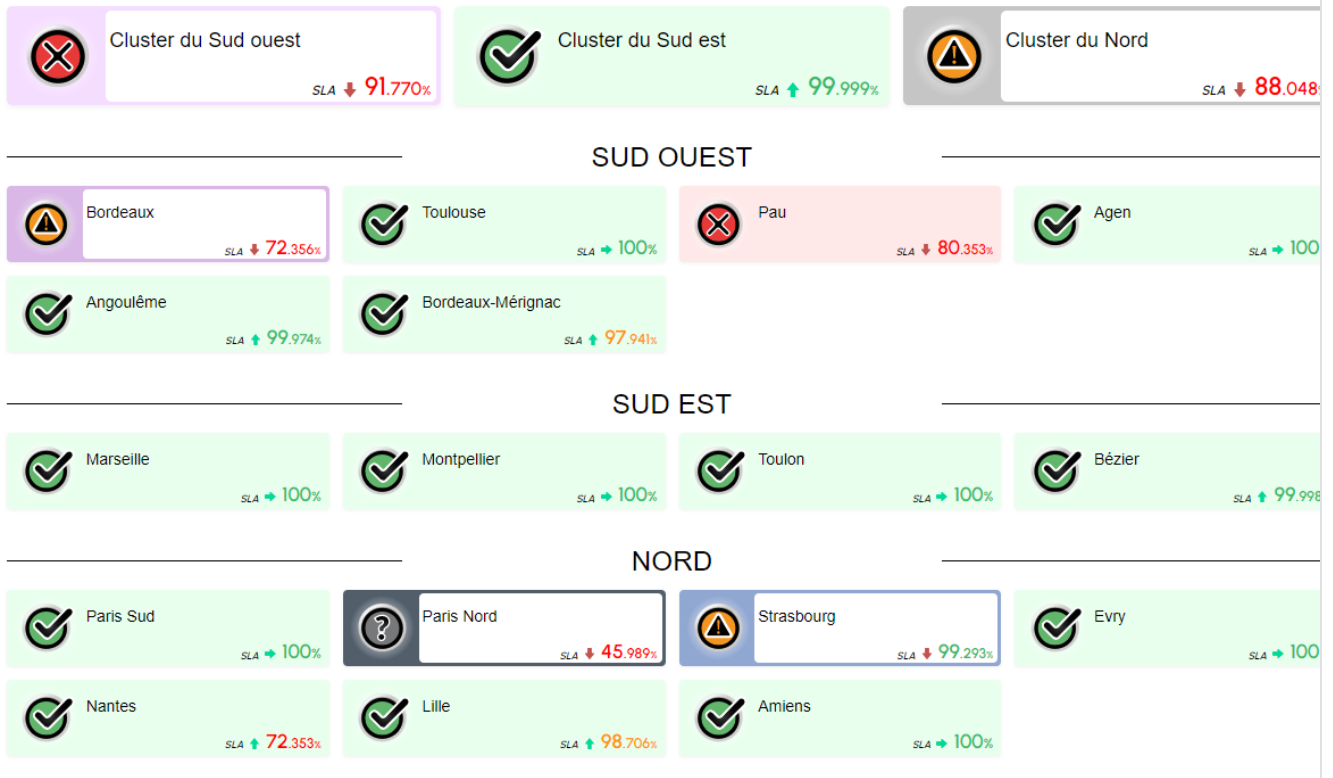 Cluster du Sud ouest
SLA 91.770%
Cluster du Sud est
SLA 99.999%
Cluster du Nord
SLA 88.048
SUD OUEST
Bordeaux
SLA 72.356%
Toulouse
SLA 100%
Pau
SLA 80.353%
Agen
SLA 100
Angoulême
SLA 99.974%
Bordeaux-Mérignac
SLA 97.941%
SUD EST
Marseille
SLA 100%
Montpellier
SLA 100%
Toulon
SLA 100%
Bézier
SLA 99.998
NORD
Paris Sud
SLA 100%
Paris Nord
SLA 45.989%
Strasbourg
SLA 99.293%
Evry
SLA 100
Nantes
SLA 72.353%
Lille
SLA 98.706%
Amiens
SLA 100%